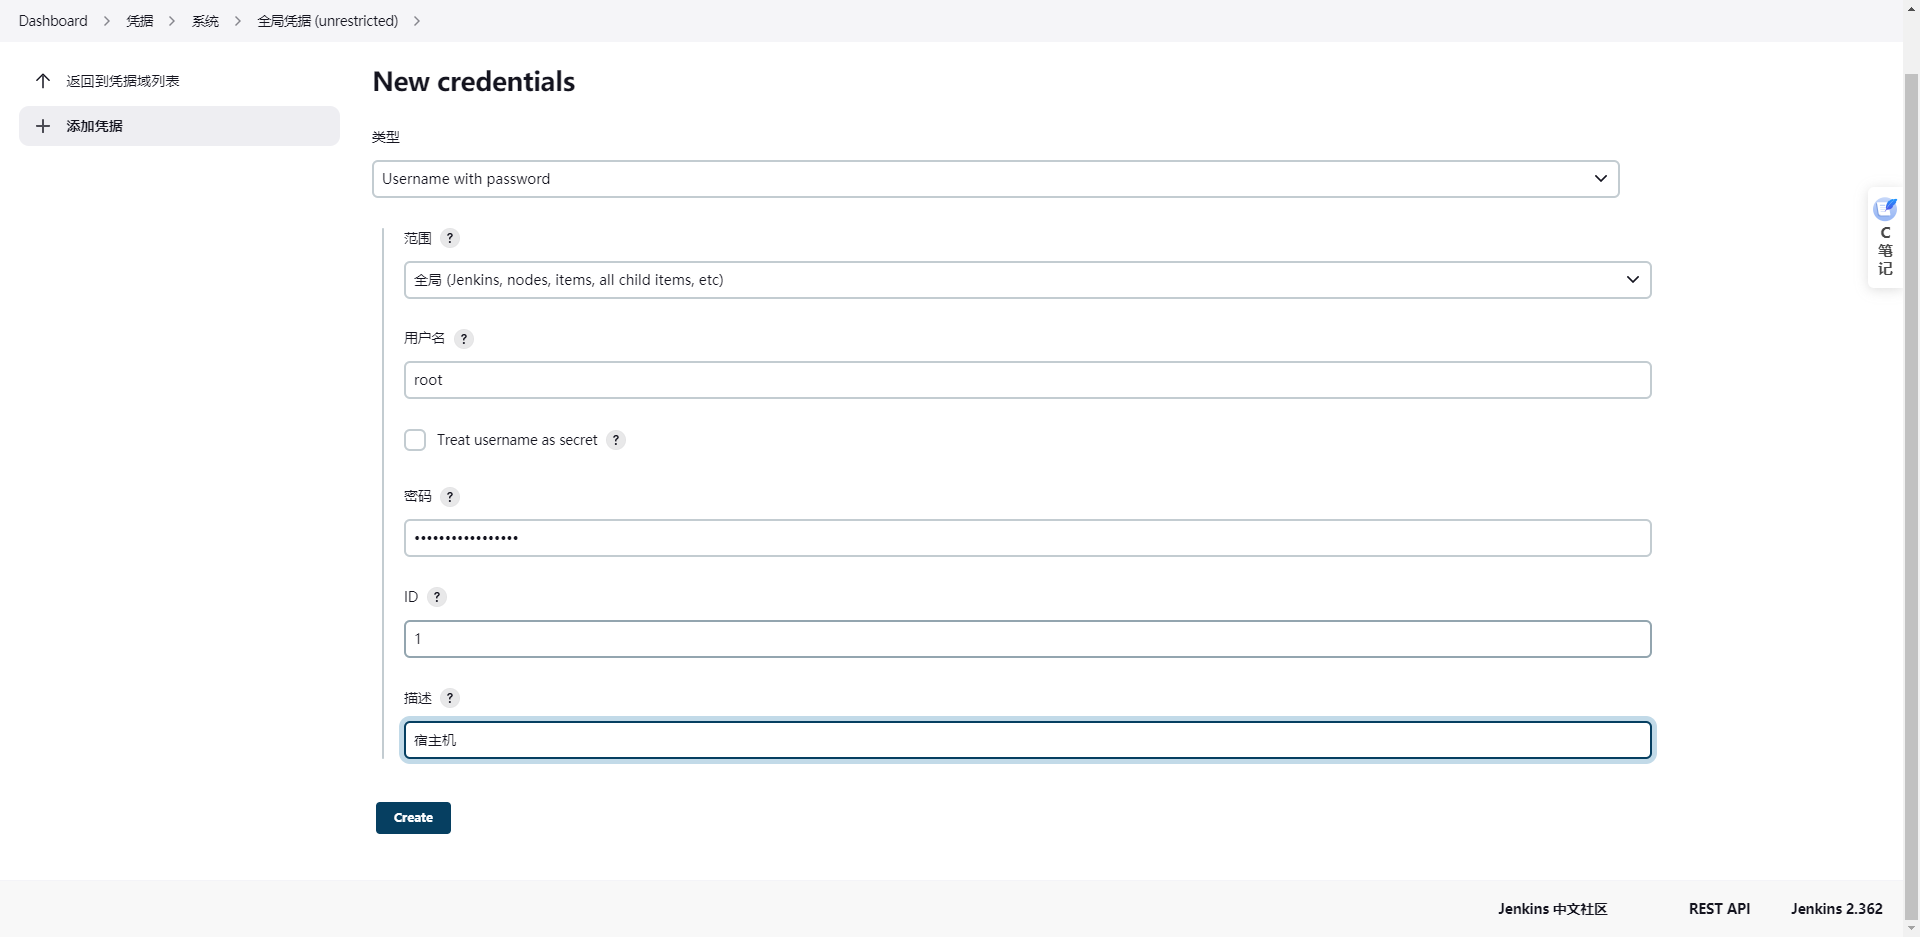 Dashboard > 凭据 > 系统 > 全局凭据 (unrestricted) >
返回到凭据域列表
添加凭据
New credentials
类型
Username with password
范围 ?
全局 (Jenkins, nodes, items, all child items, etc)
用户名 ?
root
Treat username as secret ?
密码 ?
•••••••••••••••••
ID ?
1
描述 ?
宿主机
Create
C
笔
记
Jenkins 中文社区
REST API
Jenkins 2.362